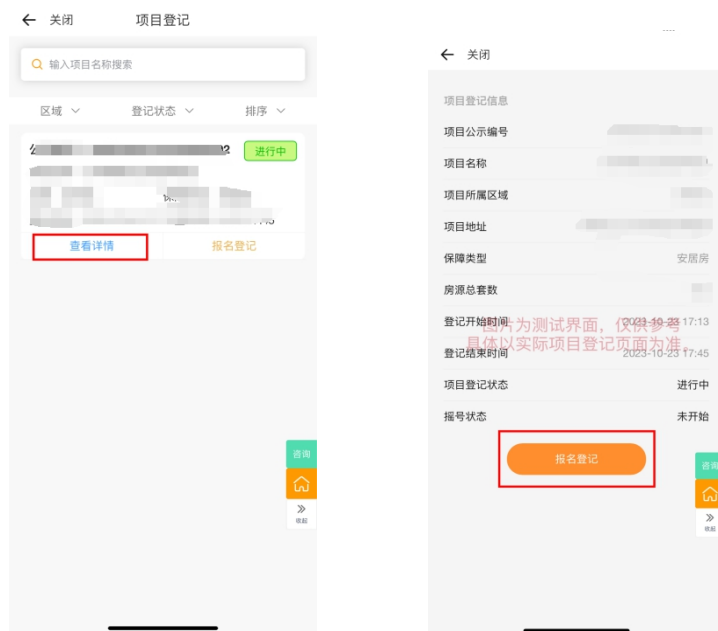 关闭
项目登记
输入项目名称搜索
区域 登记状态 排序
进行中
查看详情 报名登记
咨询
收起
关闭
项目登记信息
项目公示编号
项目名称
项目所属区域
项目地址
保障类型 安居房
房源总套数
登记开始时间 2023-10-23 17:13
图片为测试界面，仅供参考
具体以实际项目登记页面为准。
登记结束时间 2023-10-23 17:45
项目登记状态 进行中
摇号状态 未开始
报名登记
咨询
收起